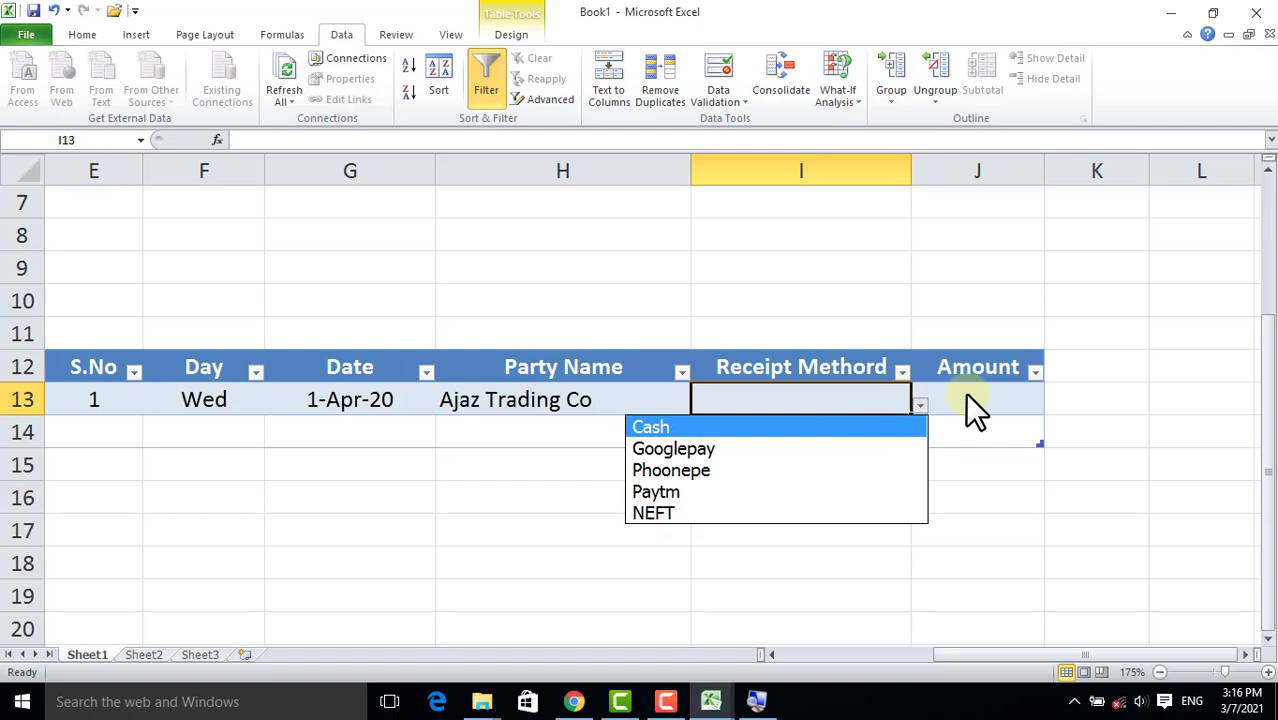 Book1 - Microsoft Excel
Table Tools
File Home Insert Page Layout Formulas Data Review View Design
From Access
From Web
From Text
From Other Sources
Existing Connections
Get External Data
Refresh All
Connections
Properties
Edit Links
Connections
Sort
Filter
Clear
Reapply
Advanced
Sort & Filter
Text to Columns
Remove Duplicates
Data Validation
Consolidate
What-If Analysis
Data Tools
Group
Ungroup
Subtotal
Show Detail
Hide Detail
Outline
I13 fx
E F G H I J K L
7
8
9
10
11
12 S.No Day Date Party Name Receipt Methord Amount
13 1 Wed 1-Apr-20 Ajaz Trading Co
14 Cash
Googlepay
15 Phoonepe
16 Paytm
NEFT
17
18
19
20
Sheet1 Sheet2 Sheet3
Ready 175%
Search the web and Windows ENG 3:16 PM
3/7/2021